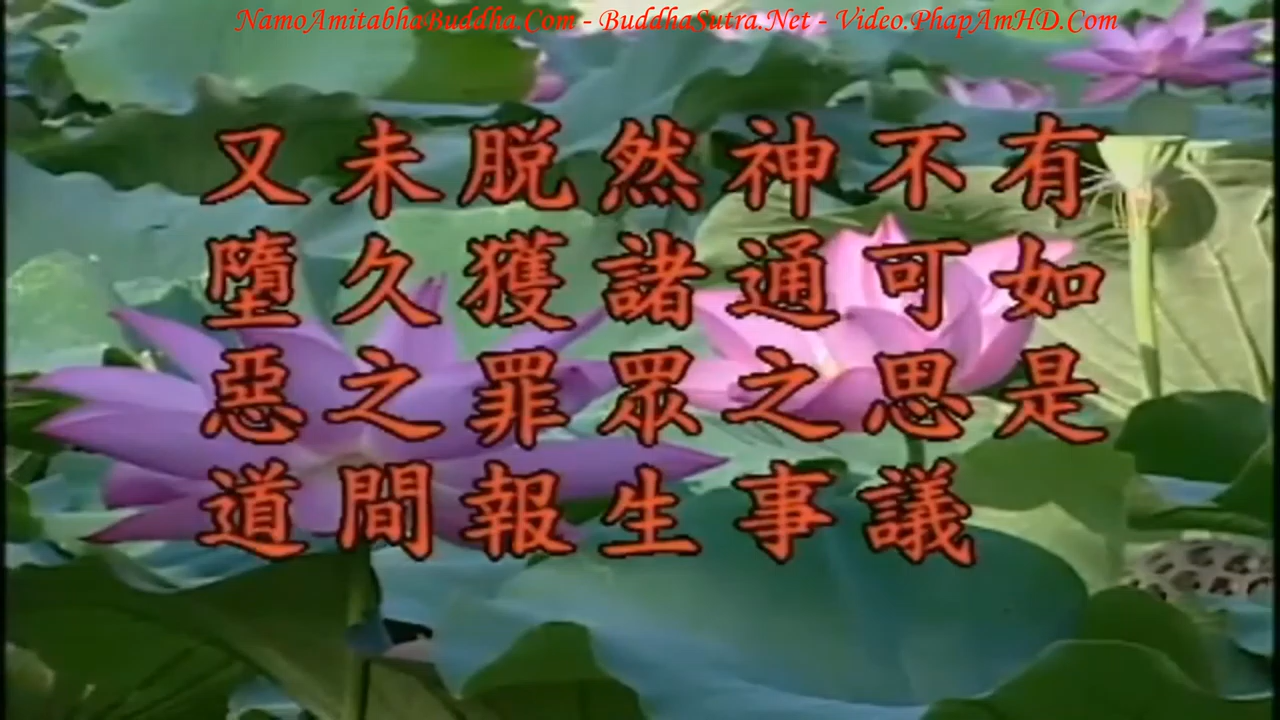 NamoAmitabhaBuddha.Com - BuddhaSutra.Net - Video.PhapAmHD.Com
有如是
不可思議
神通之事
然諸眾生
脱獲罪報
未久之間
又墮惡道